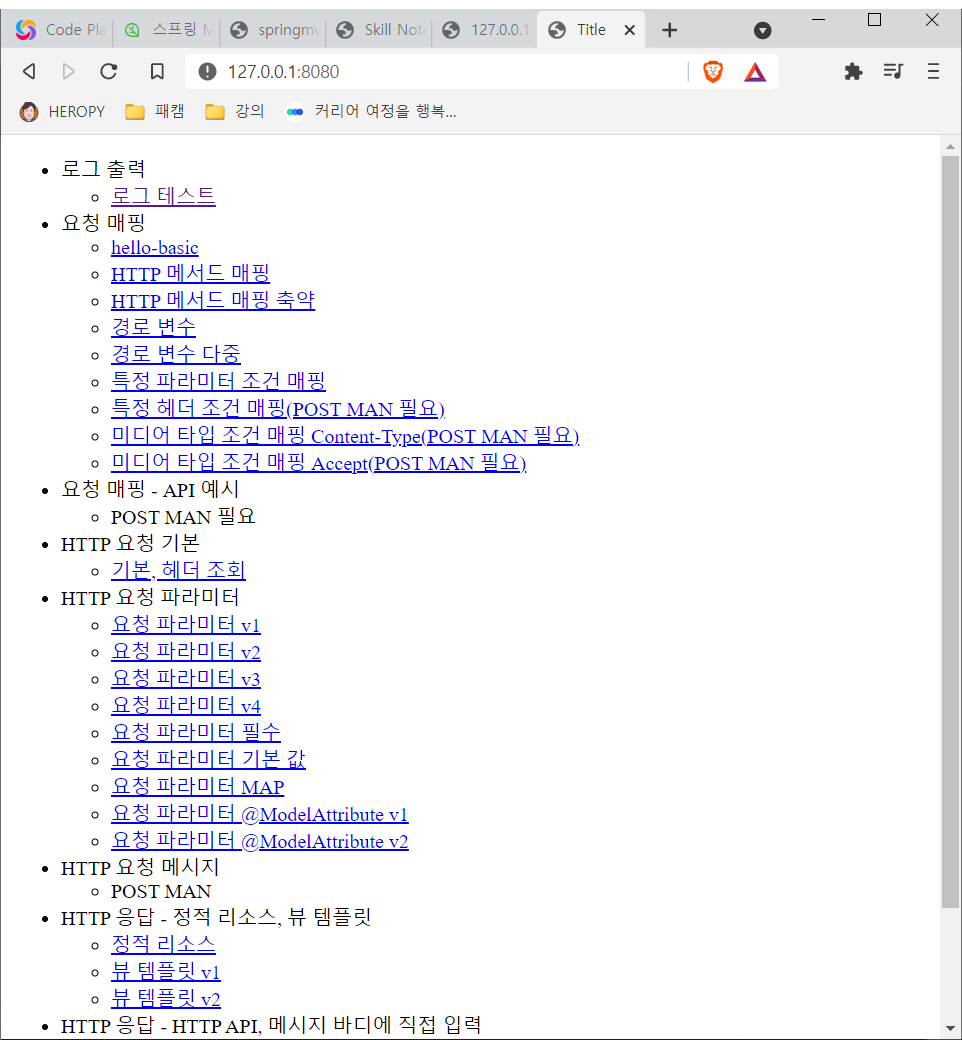 Code Pla
스프링 M
springmv
Skill Not
127.0.0.1
Title
127.0.0.1:8080
HEROPY
패캠
강의
커리어 여정을 행복...
로그 출력
로그 테스트
요청 매핑
hello-basic
HTTP 메서드 매핑
HTTP 메서드 매핑 축약
경로 변수
경로 변수 다중
특정 파라미터 조건 매핑
특정 헤더 조건 매핑(POST MAN 필요)
미디어 타입 조건 매핑 Content-Type(POST MAN 필요)
미디어 타입 조건 매핑 Accept(POST MAN 필요)
요청 매핑 - API 예시
POST MAN 필요
HTTP 요청 기본
기본, 헤더 조회
HTTP 요청 파라미터
요청 파라미터 v1
요청 파라미터 v2
요청 파라미터 v3
요청 파라미터 v4
요청 파라미터 필수
요청 파라미터 기본 값
요청 파라미터 MAP
요청 파라미터 @ModelAttribute v1
요청 파라미터 @ModelAttribute v2
HTTP 요청 메시지
POST MAN
HTTP 응답 - 정적 리소스, 뷰 템플릿
정적 리소스
뷰 템플릿 v1
뷰 템플릿 v2
HTTP 응답 - HTTP API, 메시지 바디에 직접 입력